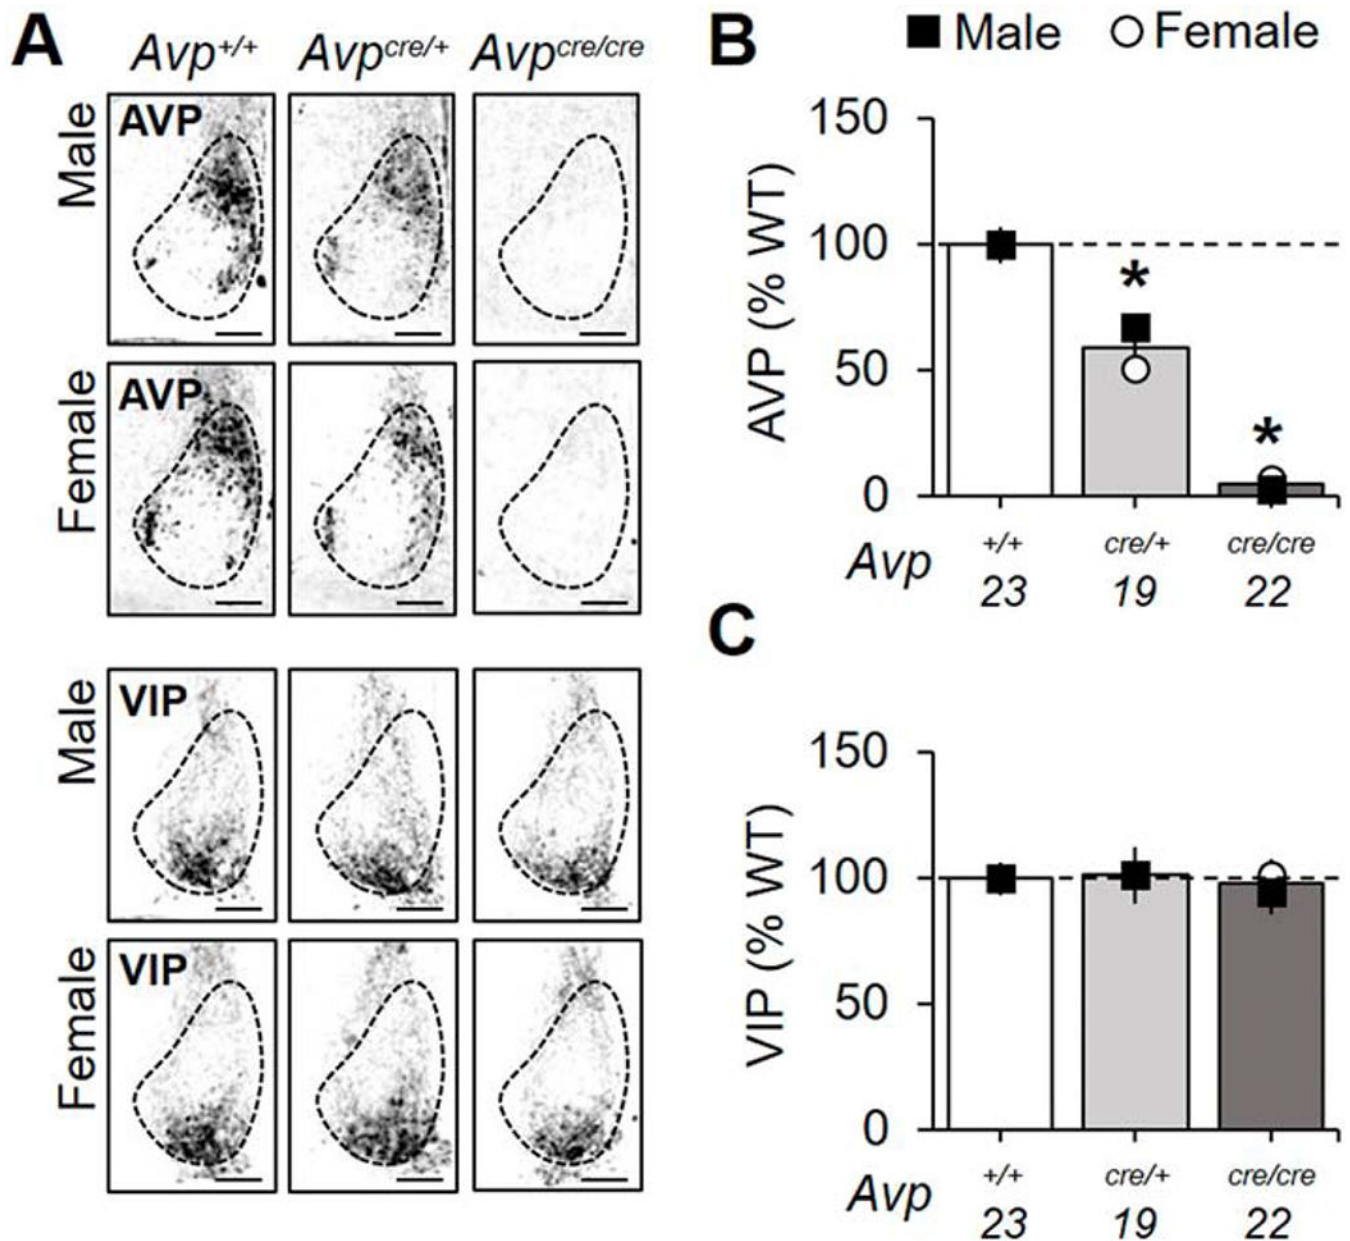 A
Avp+/+ Avpcre/+ Avpcre/cre
Male
AVP
Female
AVP
Male
VIP
Female
VIP
B
Male Female
AVP (% WT)
150
100
50
0
*
*
Avp +/+ cre/+ cre/cre
23 19 22
C
VIP (% WT)
150
100
50
0
Avp +/+ cre/+ cre/cre
23 19 22